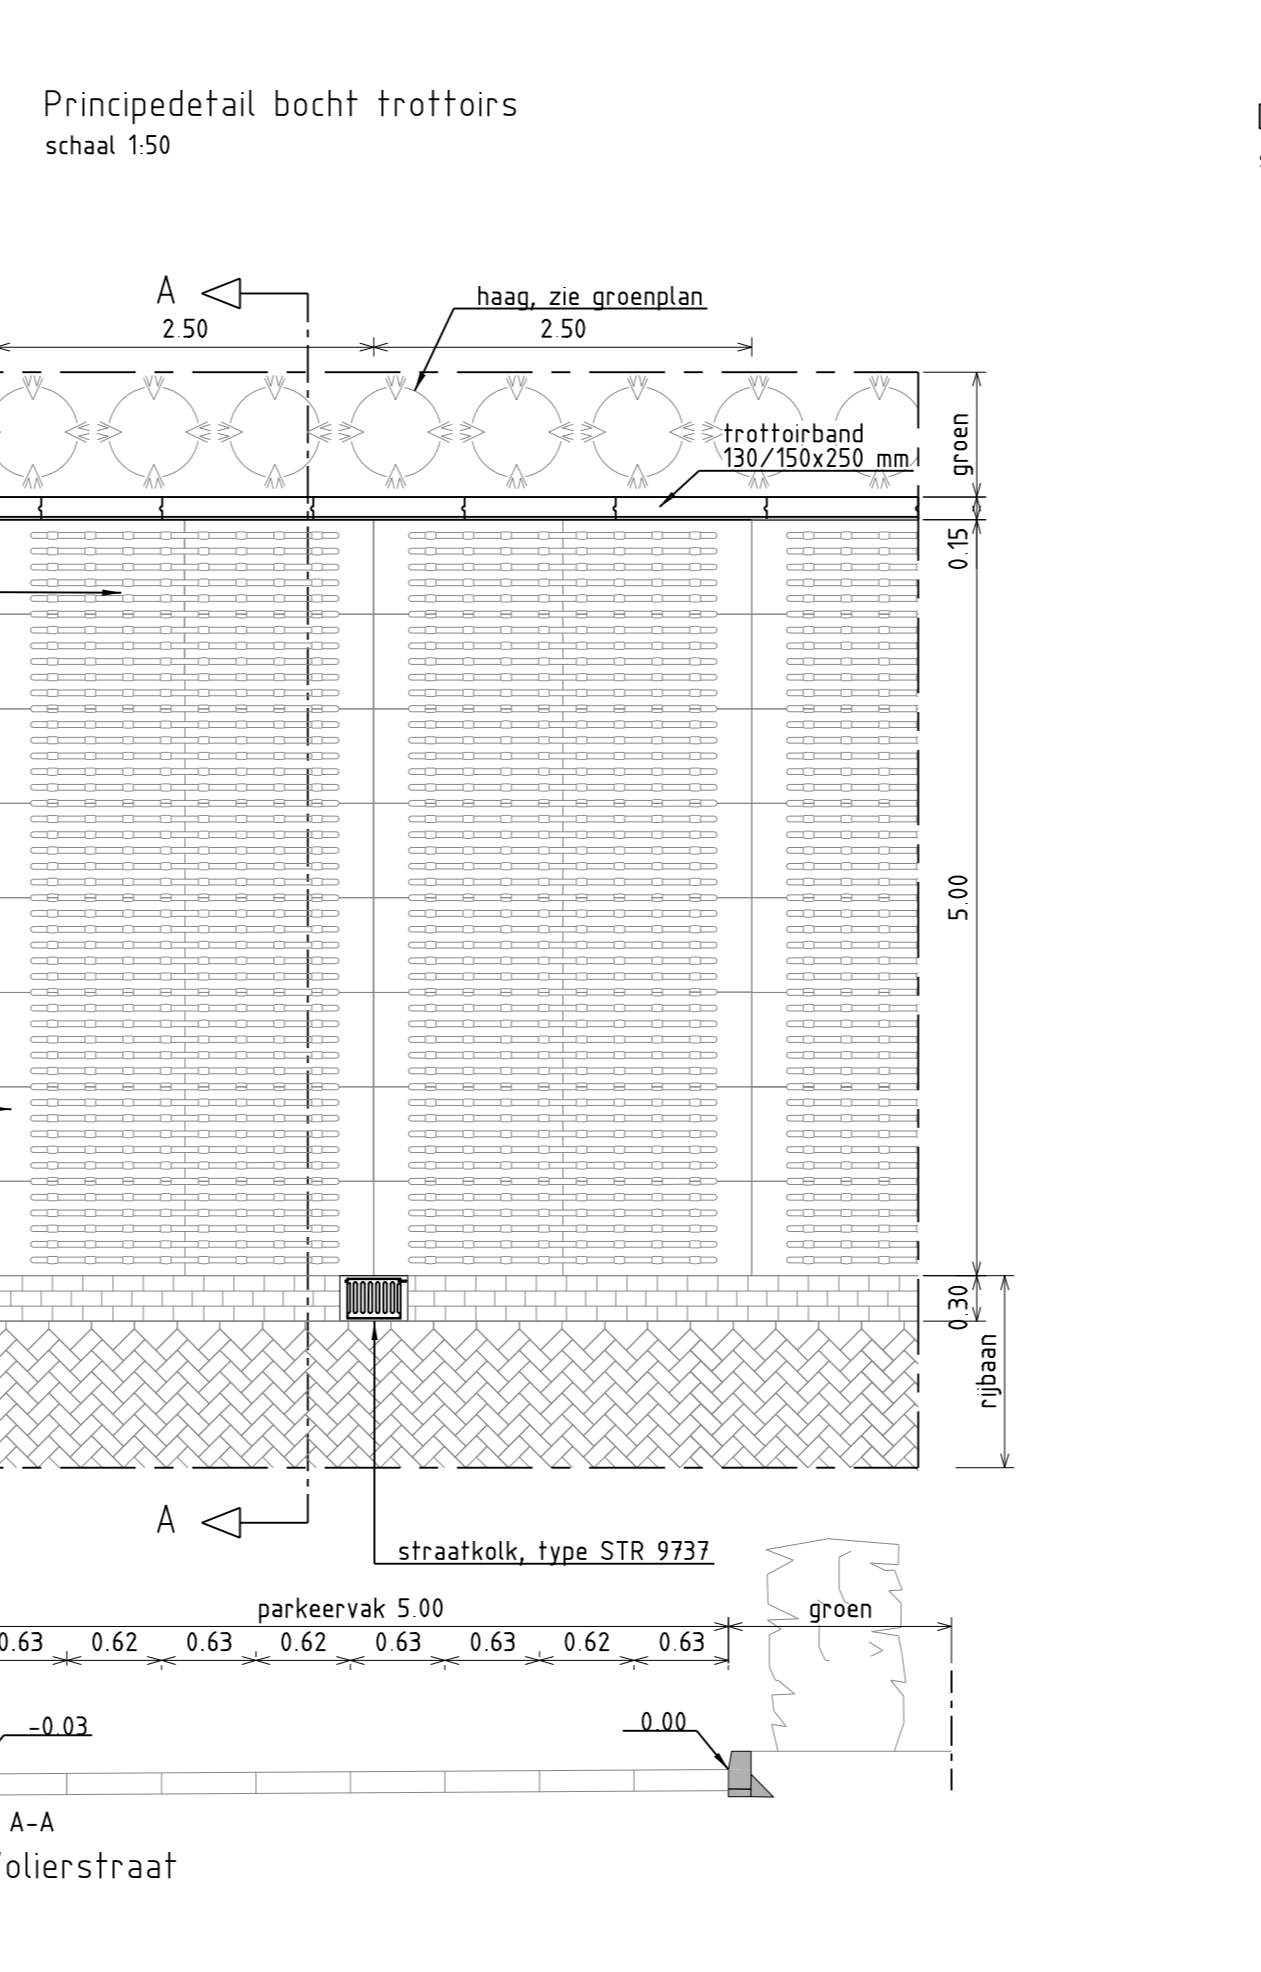 Principedetail bocht trottoirs
schaal 1:50
A
haag, zie groenplan
2.50
2.50
trottoirband
130/150x250 mm
groen
0.15
5.00
0.30
rijbaan
A
straatkolk, type STR 9737
parkeervak 5.00
groen
0.63
0.62
0.63
0.62
0.63
0.63
0.62
0.63
-0.03
0.00
A-A
olierstraat